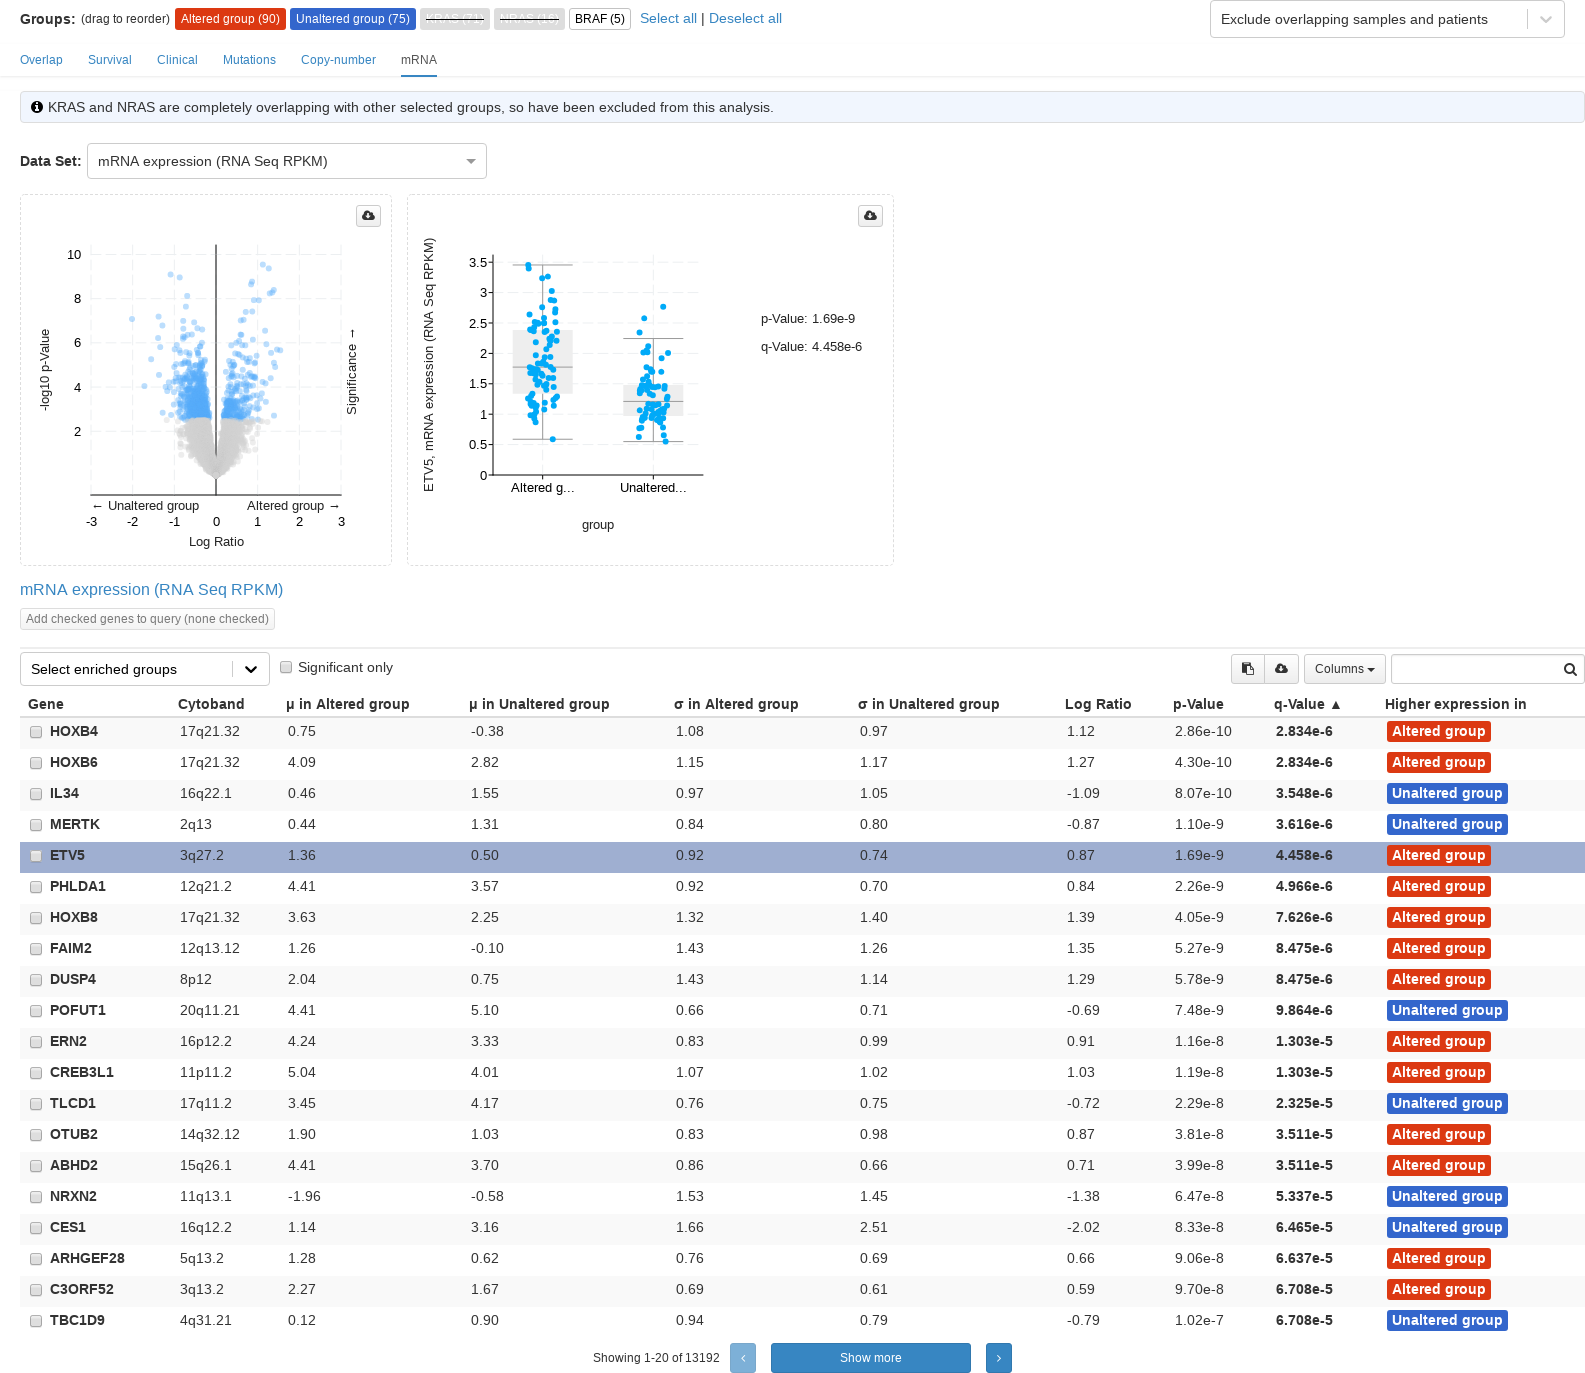 Groups: (drag to reorder) Altered group (90) Unaltered group (75) KRAS (71) NRAS (19) BRAF (5) Select all | Deselect all Exclude overlapping samples and patients
Overlap Survival Clinical Mutations Copy-number mRNA
KRAS and NRAS are completely overlapping with other selected groups, so have been excluded from this analysis.
Data Set: mRNA expression (RNA Seq RPKM)
-log10 p-Value
10
8
6
4
2
Significance →
← Unaltered group Altered group →
-3 -2 -1 0 1 2 3
Log Ratio
ETV5, mRNA expression (RNA Seq RPKM)
3.5
3
2.5
2
1.5
1
0.5
0
Altered g... Unaltered...
group
p-Value: 1.69e-9
q-Value: 4.458e-6
mRNA expression (RNA Seq RPKM)
Add checked genes to query (none checked)
Select enriched groups Significant only Columns
Gene Cytoband μ in Altered group μ in Unaltered group σ in Altered group σ in Unaltered group Log Ratio p-Value q-Value ▲ Higher expression in
HOXB4 17q21.32 0.75 -0.38 1.08 0.97 1.12 2.86e-10 2.834e-6 Altered group
HOXB6 17q21.32 4.09 2.82 1.15 1.17 1.27 4.30e-10 2.834e-6 Altered group
IL34 16q22.1 0.46 1.55 0.97 1.05 -1.09 8.07e-10 3.548e-6 Unaltered group
MERTK 2q13 0.44 1.31 0.84 0.80 -0.87 1.10e-9 3.616e-6 Unaltered group
ETV5 3q27.2 1.36 0.50 0.92 0.74 0.87 1.69e-9 4.458e-6 Altered group
PHLDA1 12q21.2 4.41 3.57 0.92 0.70 0.84 2.26e-9 4.966e-6 Altered group
HOXB8 17q21.32 3.63 2.25 1.32 1.40 1.39 4.05e-9 7.626e-6 Altered group
FAIM2 12q13.12 1.26 -0.10 1.43 1.26 1.35 5.27e-9 8.475e-6 Altered group
DUSP4 8p12 2.04 0.75 1.43 1.14 1.29 5.78e-9 8.475e-6 Altered group
POFUT1 20q11.21 4.41 5.10 0.66 0.71 -0.69 7.48e-9 9.864e-6 Unaltered group
ERN2 16p12.2 4.24 3.33 0.83 0.99 0.91 1.16e-8 1.303e-5 Altered group
CREB3L1 11p11.2 5.04 4.01 1.07 1.02 1.03 1.19e-8 1.303e-5 Altered group
TLCD1 17q11.2 3.45 4.17 0.76 0.75 -0.72 2.29e-8 2.325e-5 Unaltered group
OTUB2 14q32.12 1.90 1.03 0.83 0.98 0.87 3.81e-8 3.511e-5 Altered group
ABHD2 15q26.1 4.41 3.70 0.86 0.66 0.71 3.99e-8 3.511e-5 Altered group
NRXN2 11q13.1 -1.96 -0.58 1.53 1.45 -1.38 6.47e-8 5.337e-5 Unaltered group
CES1 16q12.2 1.14 3.16 1.66 2.51 -2.02 8.33e-8 6.465e-5 Unaltered group
ARHGEF28 5q13.2 1.28 0.62 0.76 0.69 0.66 9.06e-8 6.637e-5 Altered group
C3ORF52 3q13.2 2.27 1.67 0.69 0.61 0.59 9.70e-8 6.708e-5 Altered group
TBC1D9 4q31.21 0.12 0.90 0.94 0.79 -0.79 1.02e-7 6.708e-5 Unaltered group
Showing 1-20 of 13192 ‹ Show more ›